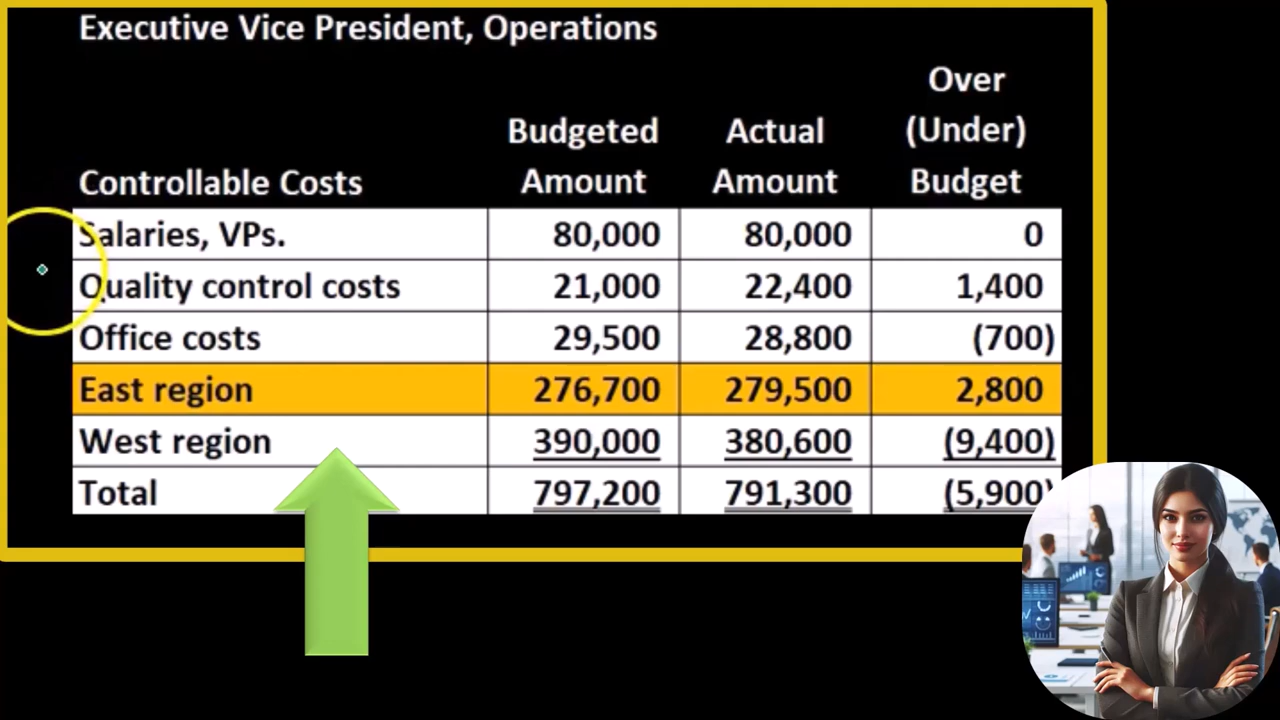 Executive Vice President, Operations
Over
Budgeted Actual (Under)
Controllable Costs Amount Amount Budget
Salaries, VPs. 80,000 80,000 0
Quality control costs 21,000 22,400 1,400
Office costs 29,500 28,800 (700)
East region 276,700 279,500 2,800
West region 390,000 380,600 (9,400)
Total 797,200 791,300 (5,900)